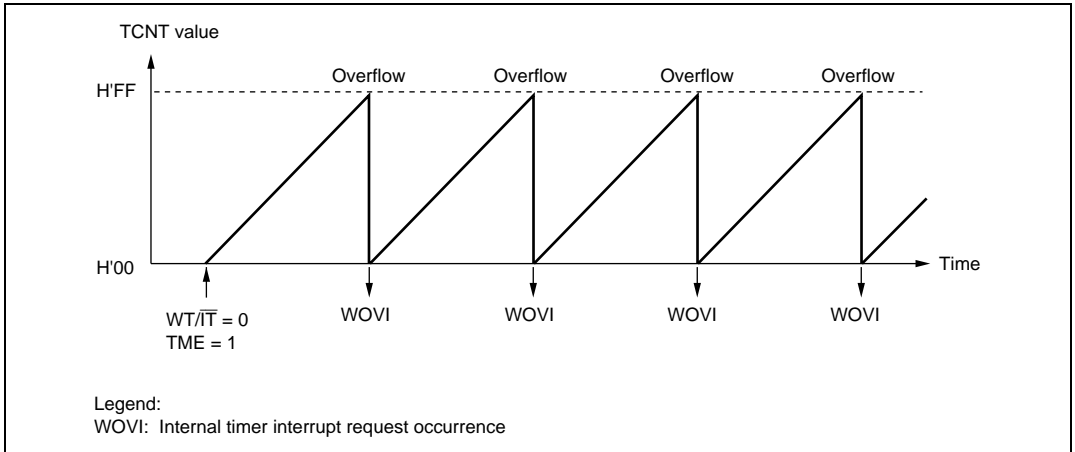 TCNT value
Overflow Overflow Overflow Overflow
H'FF
H'00
Time
WT/I̅T̅ = 0
TME = 1
WOVI WOVI WOVI WOVI
Legend:
WOVI: Internal timer interrupt request occurrence